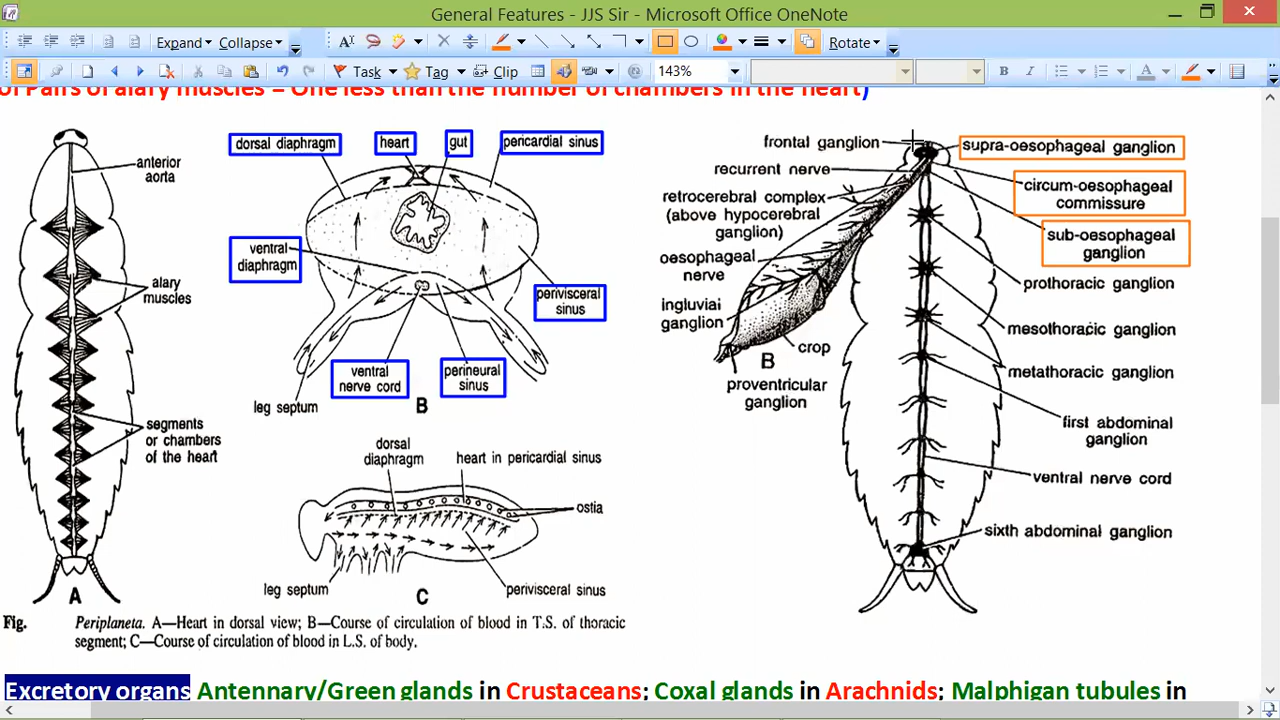 General Features - JJS Sir - Microsoft Office OneNote
Expand Collapse Rotate
Task Tag Clip 143% B I U A
of Pairs of alary muscles = One less than the number of chambers in the heart)
anterior
aorta
alary
muscles
segments
or chambers
of the heart
A
dorsal diaphragm
heart
gut
pericardial sinus
ventral
diaphragm
perivisceral
sinus
ventral
nerve cord
perineural
sinus
leg septum
B
dorsal
diaphragm
heart in pericardial sinus
ostia
leg septum
perivisceral sinus
C
frontal ganglion
recurrent nerve
retrocerebral complex
(above hypocerebral
ganglion)
oesophageal
nerve
ingluviai
ganglion
crop
B
proventricular
ganglion
supra-oesophageal ganglion
circum-oesophageal
commissure
sub-oesophageal
ganglion
prothoracic ganglion
mesothoracic ganglion
metathoracic ganglion
first abdominal
ganglion
ventral nerve cord
sixth abdominal ganglion
Fig. Periplaneta. A—Heart in dorsal view; B—Course of circulation of blood in T.S. of thoracic
segment; C—Course of circulation of blood in L.S. of body.
Excretory organs Antennary/Green glands in Crustaceans; Coxal glands in Arachnids; Malphigan tubules in